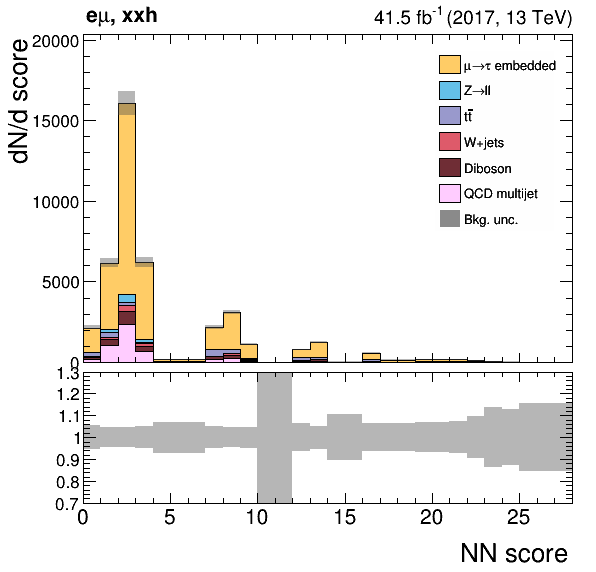 eμ, xxh
41.5 fb⁻¹ (2017, 13 TeV)
dN/d score
20000
15000
10000
5000
0
μ→τ embedded
Z→ll
tt̄
W+jets
Diboson
QCD multijet
Bkg. unc.
1.3
1.2
1.1
1
0.9
0.8
0.7
0 5 10 15 20 25
NN score